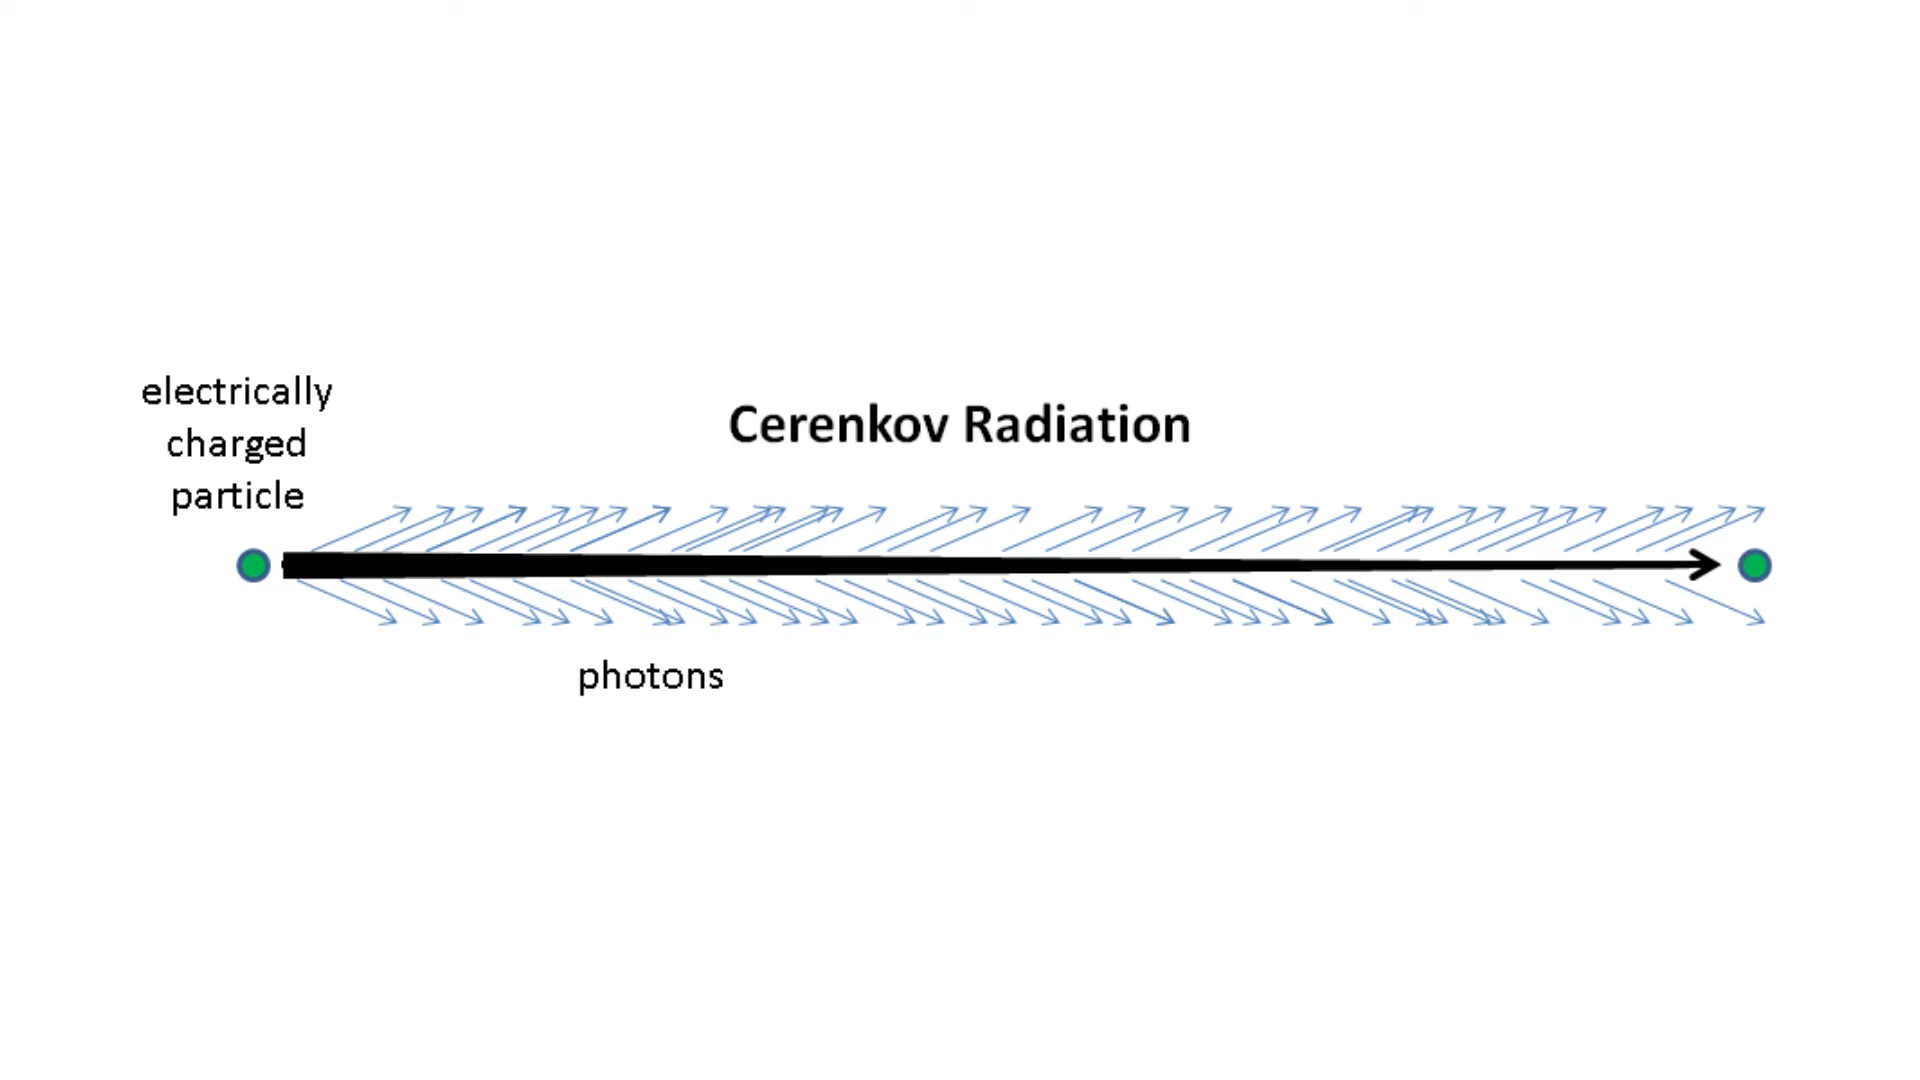 electrically
charged
particle
Cerenkov Radiation
photons